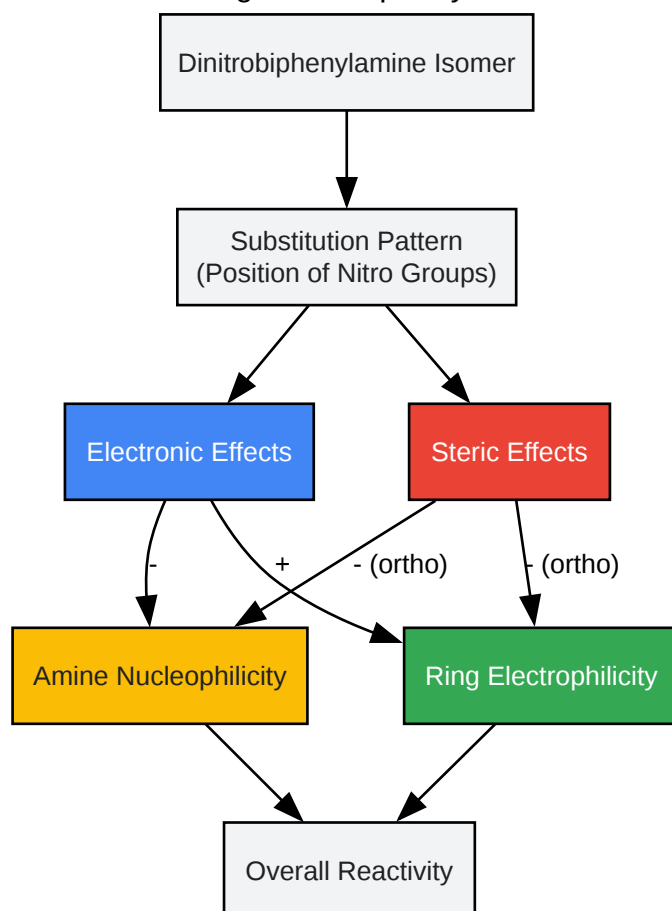 Dinitrobiphenylamine Isomer
Substitution Pattern
(Position of Nitro Groups)
Electronic Effects
Steric Effects
-
+
- (ortho)
- (ortho)
Amine Nucleophilicity
Ring Electrophilicity
Overall Reactivity